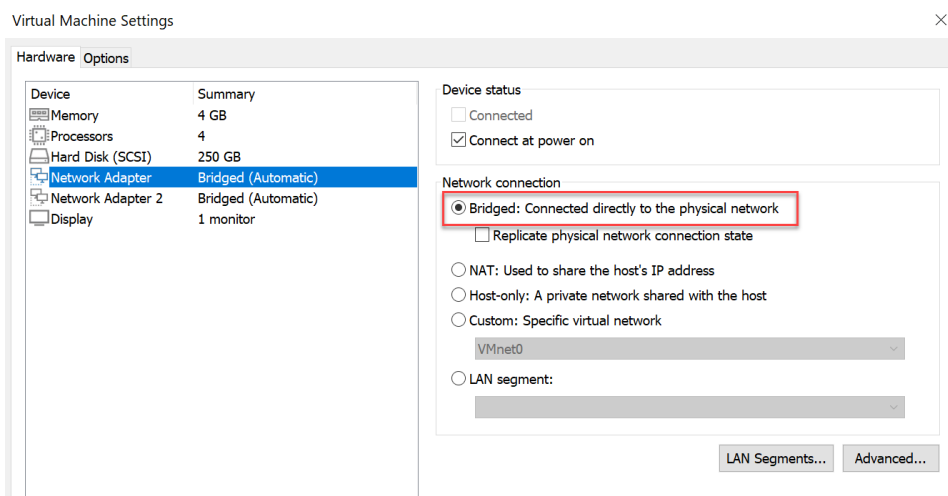 Virtual Machine Settings
Hardware Options
Device Summary
Memory 4 GB
Processors 4
Hard Disk (SCSI) 250 GB
Network Adapter Bridged (Automatic)
Network Adapter 2 Bridged (Automatic)
Display 1 monitor
Device status
Connected
Connect at power on
Network connection
Bridged: Connected directly to the physical network
Replicate physical network connection state
NAT: Used to share the host's IP address
Host-only: A private network shared with the host
Custom: Specific virtual network
VMnet0
LAN segment:
LAN Segments... Advanced...